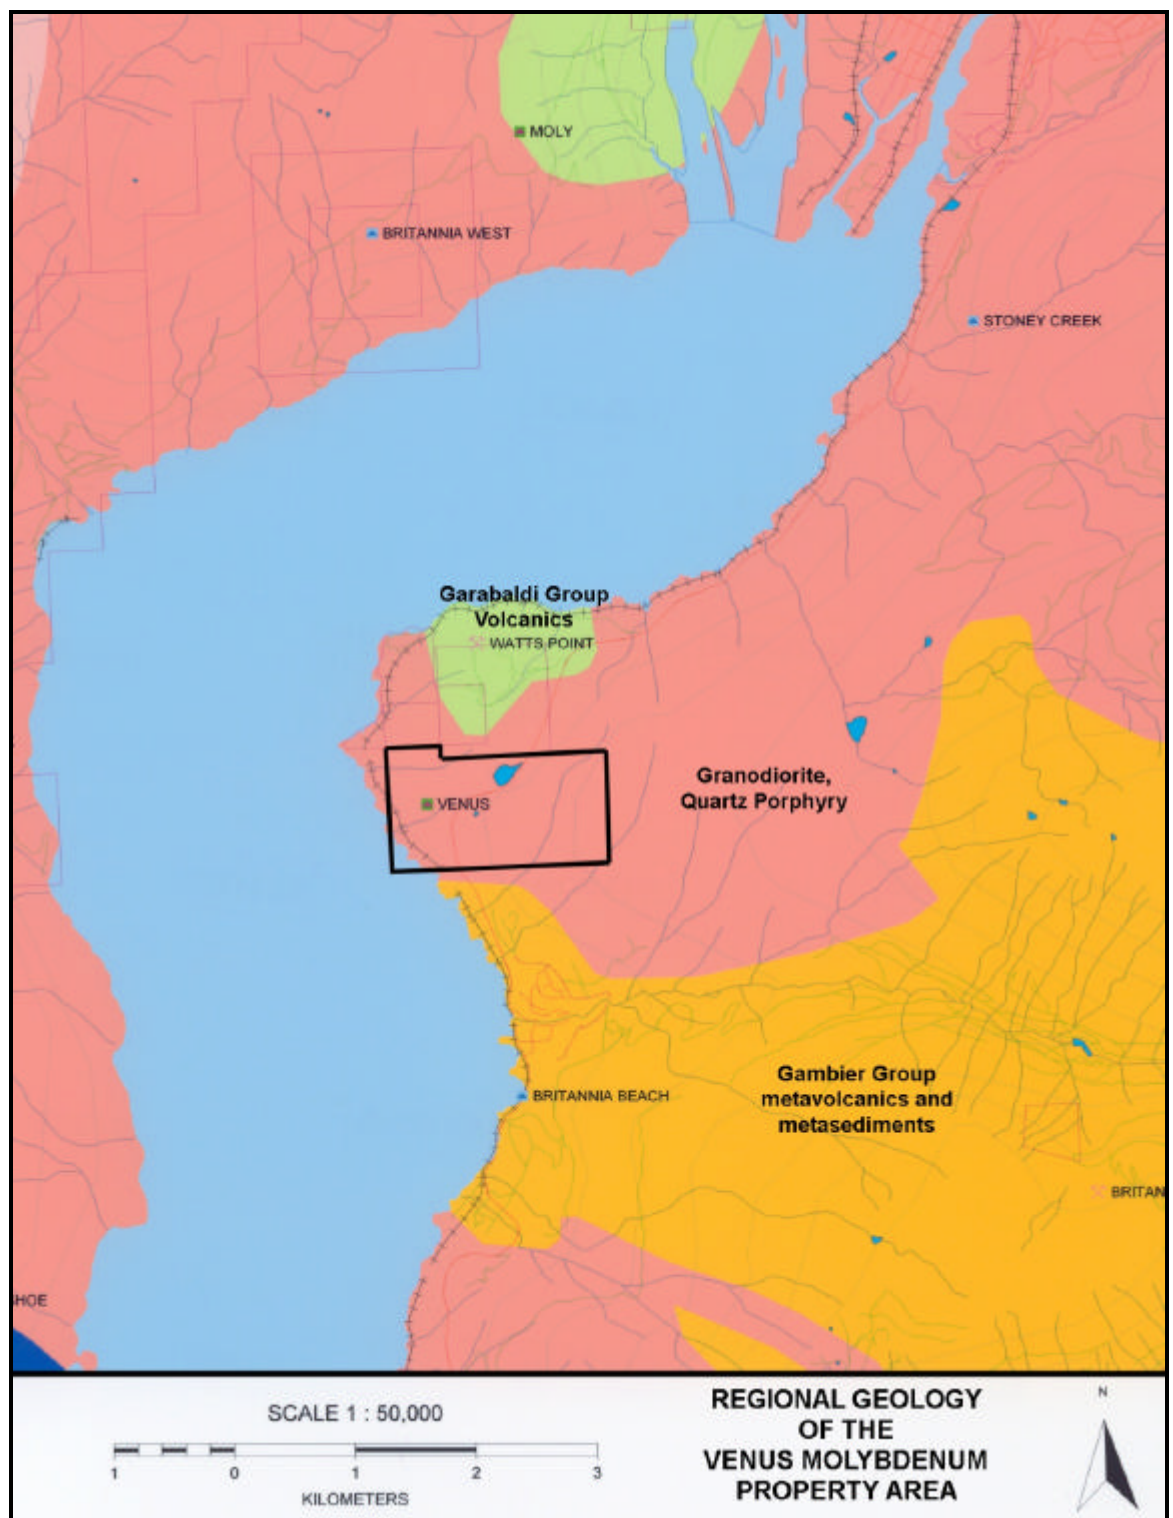 MOLY
BRITANNIA WEST
STONEY CREEK
Garabaldi Group
Volcanics
WATTS POINT
Granodiorite,
Quartz Porphyry
VENUS
Gambier Group
metavolcanics and
metasediments
BRITANNIA BEACH
BRITAN
HOE
SCALE 1 : 50,000
1 0 1 2 3
KILOMETERS
REGIONAL GEOLOGY
OF THE
VENUS MOLYBDENUM
PROPERTY AREA
N